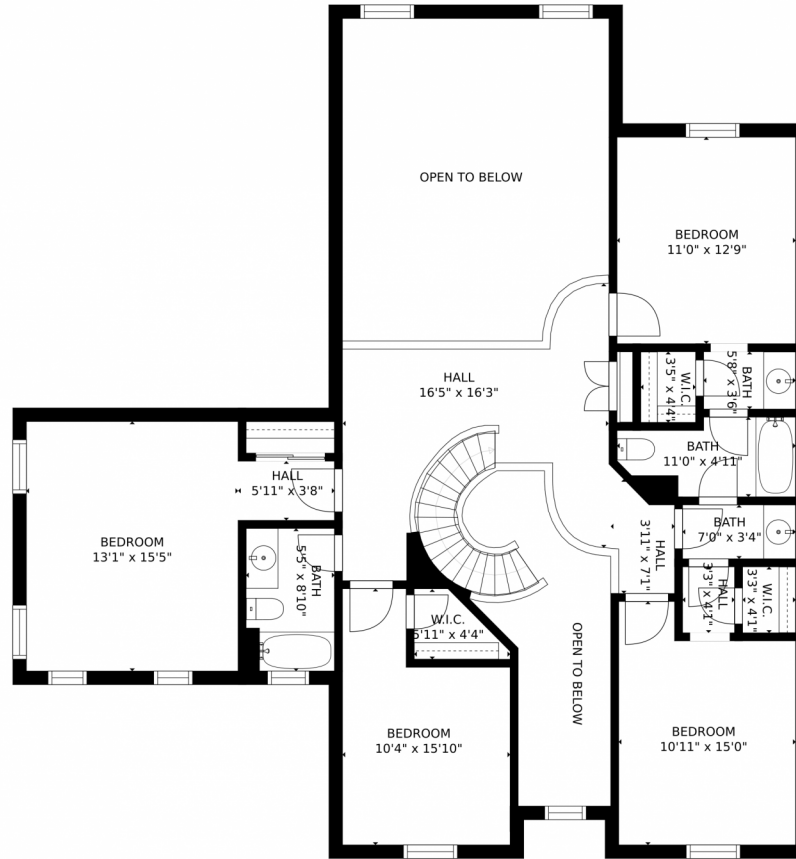 OPEN TO BELOW
BEDROOM
11'0" x 12'9"
HALL
16'5" x 16'3"
W.I.C.
3'5" x 4'4"
BATH
5'8" x 3'6"
BATH
11'0" x 4'11"
HALL
5'11" x 3'8"
BEDROOM
13'1" x 15'5"
BATH
5'5" x 8'10"
BATH
7'0" x 3'4"
HALL
3'11" x 7'1"
HALL
3'3" x 4'1"
W.I.C.
3'3" x 4'1"
W.I.C.
5'11" x 4'4"
OPEN TO BELOW
BEDROOM
10'4" x 15'10"
BEDROOM
10'11" x 15'0"